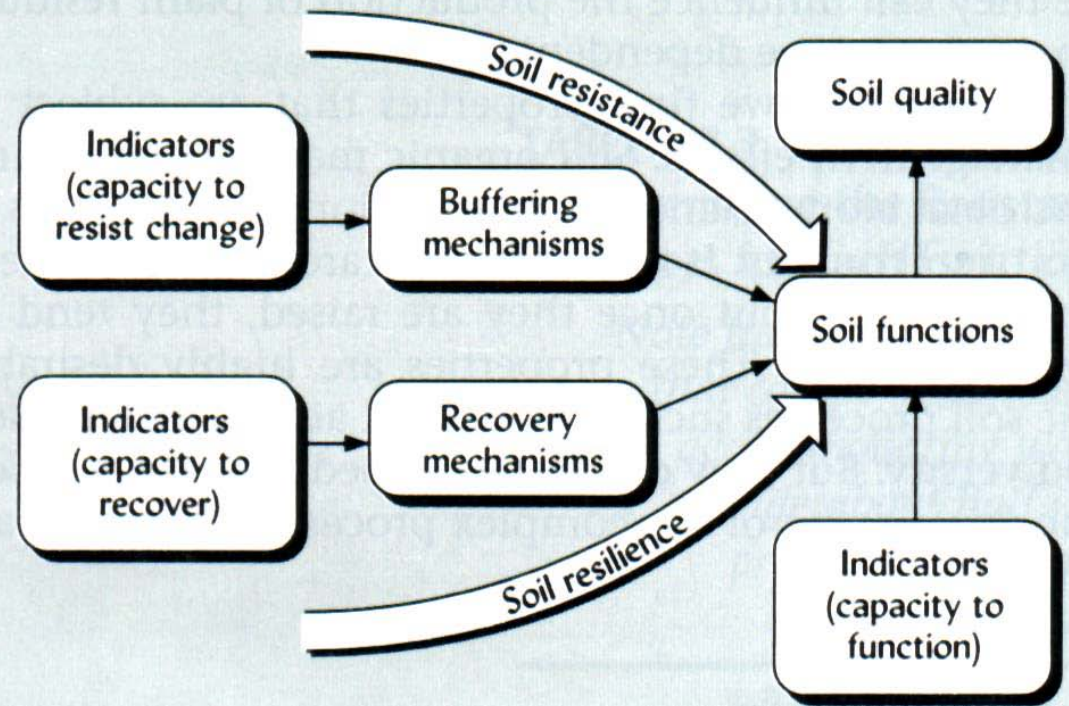 Soil resistance
Soil quality
Indicators
(capacity to
resist change)
Buffering
mechanisms
Soil functions
Indicators
(capacity to
recover)
Recovery
mechanisms
Soil resilience
Indicators
(capacity to
function)